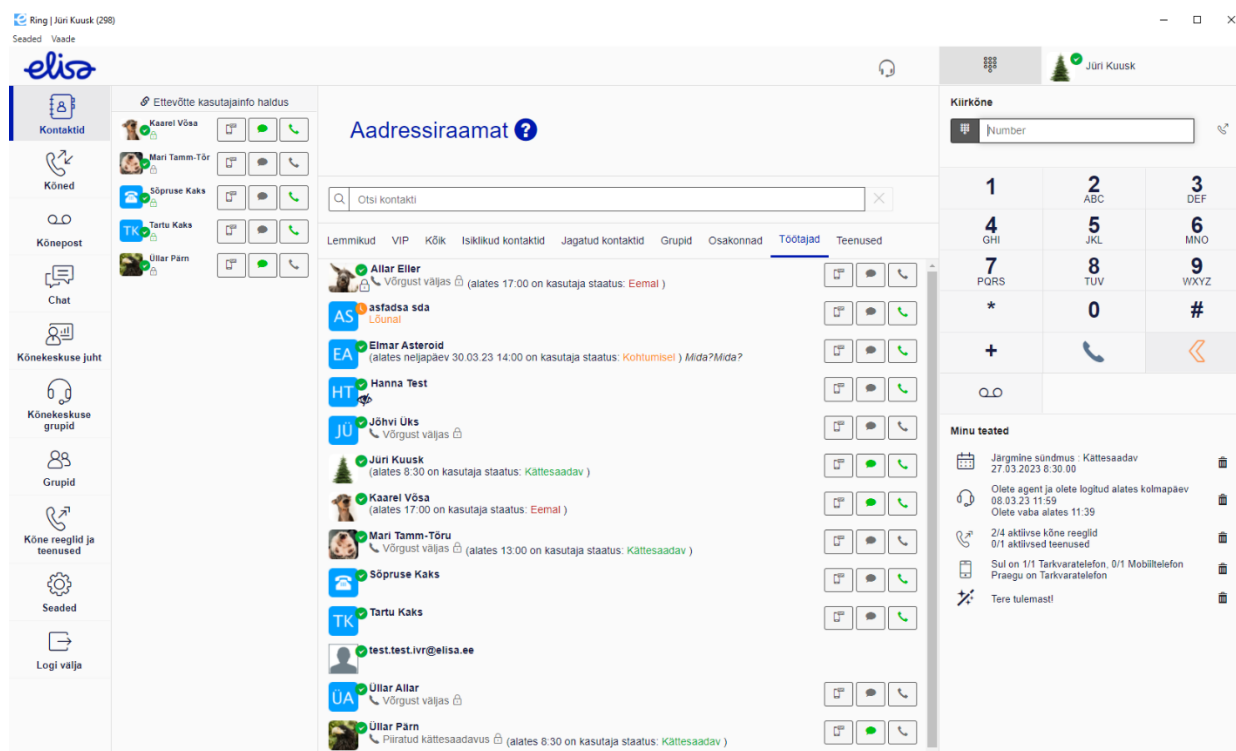 Ring | Jüri Kuusk (298)
Seaded Vaade
elisa
Jüri Kuusk
Kontaktid
Kõned
Kõnepost
Chat
Kõnekeskuse juht
Kõnekeskuse
grupid
Grupid
Kõne reeglid ja
teenused
Seaded
Logi välja
Ettevõtte kasutajainfo haldus
Kaarel Võsa
Mari Tamm-Tõr
Sõpruse Kaks
TK Tartu Kaks
Üllar Pärn
Aadressiraamat ?
Otsi kontakti
Lemmikud VIP Kõik Isiklikud kontaktid Jagatud kontaktid Grupid Osakonnad Töötajad Teenused
Allar Eller
Võrgust väljas (alates 17:00 on kasutaja staatus: Eemal )
AS asfadsa sda
Lõunal
EA Elmar Asteroid
(alates neljapäev 30.03.23 14:00 on kasutaja staatus: Kohtumisel ) Mida?Mida?
HT Hanna Test
JÜ Jõhvi Üks
Võrgust väljas
Jüri Kuusk
(alates 8:30 on kasutaja staatus: Kättesaadav )
Kaarel Võsa
(alates 17:00 on kasutaja staatus: Eemal )
Mari Tamm-Tõru
Võrgust väljas (alates 13:00 on kasutaja staatus: Kättesaadav )
Sõpruse Kaks
TK Tartu Kaks
test.test.ivr@elisa.ee
ÜA Üllar Allar
Võrgust väljas
Üllar Pärn
Piiratud kättesaadavus (alates 8:30 on kasutaja staatus: Kättesaadav )
Kiirkõne
Number
1 2 3
ABC DEF
4 5 6
GHI JKL MNO
7 8 9
PQRS TUV WXYZ
* 0 #
+
Minu teated
Järgmine sündmus : Kättesaadav
27.03.2023 8:30.00
Olete agent ja olete logitud alates kolmapäev
08.03.23 11:59
Olete vaba alates 11:39
2/4 aktiivse kõne reeglid
0/1 aktiivsed teenused
Sul on 1/1 Tarkvaratelefon, 0/1 Mobiiltelefon
Praegu on Tarkvaratelefon
Tere tulemast!